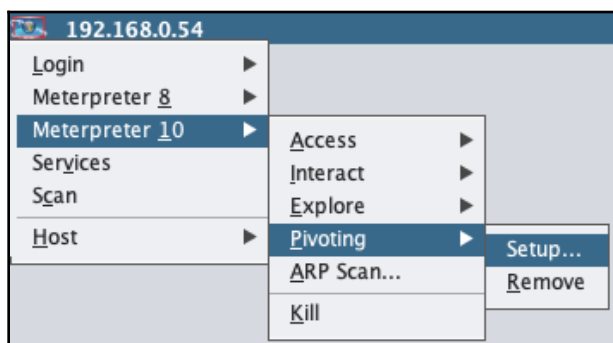 192.168.0.54
Login
Meterpreter 8
Meterpreter 10
Services
Scan
Host
Access
Interact
Explore
Pivoting
ARP Scan...
Kill
Setup...
Remove